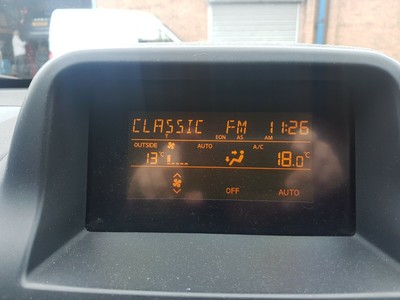 CLASSIC FM 11:26
T EON AS AM
OUTSIDE AUTO A/C
13°C 18.0°C
OFF AUTO